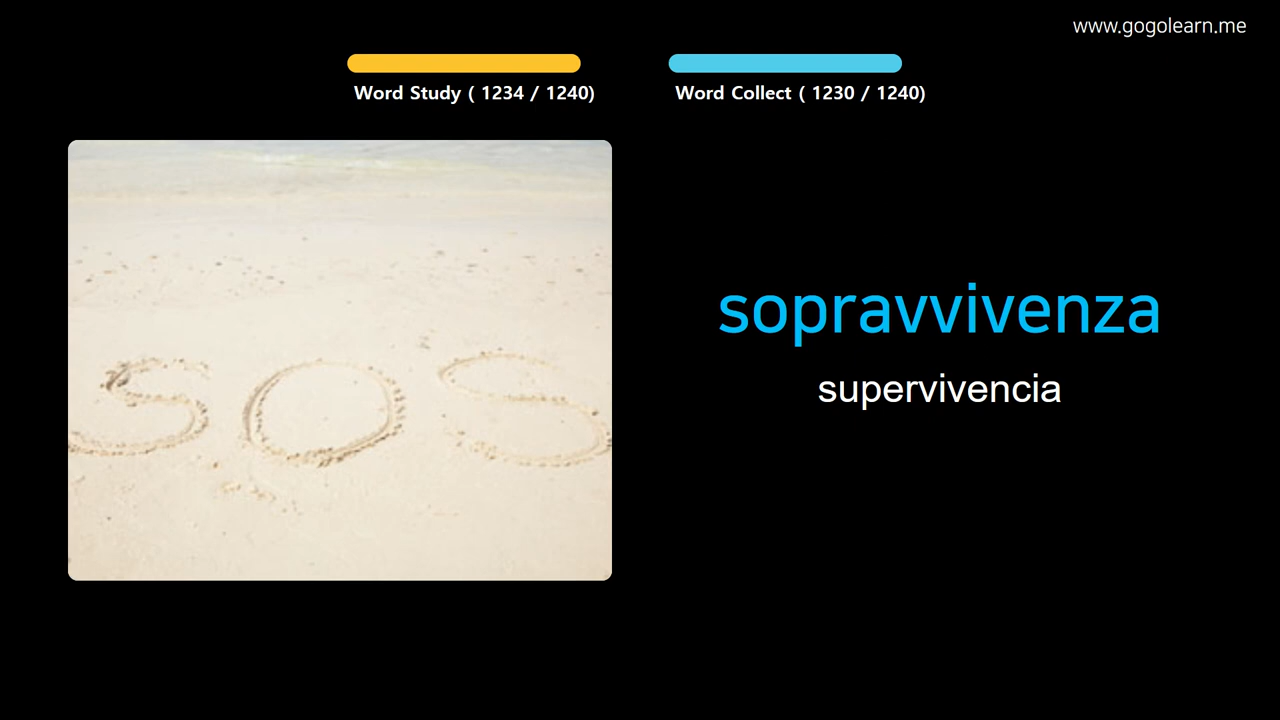 www.gogolearn.me
Word Study ( 1234 / 1240)
Word Collect ( 1230 / 1240)
SOS
sopravvivenza
supervivencia